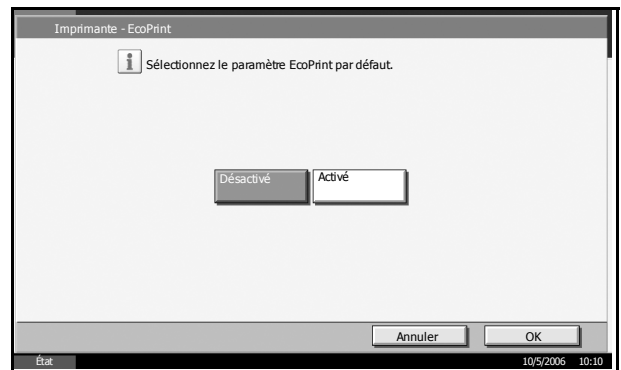 Imprimante - EcoPrint
Sélectionnez le paramètre EcoPrint par défaut.
Désactivé Activé
Annuler OK
État 10/5/2006 10:10